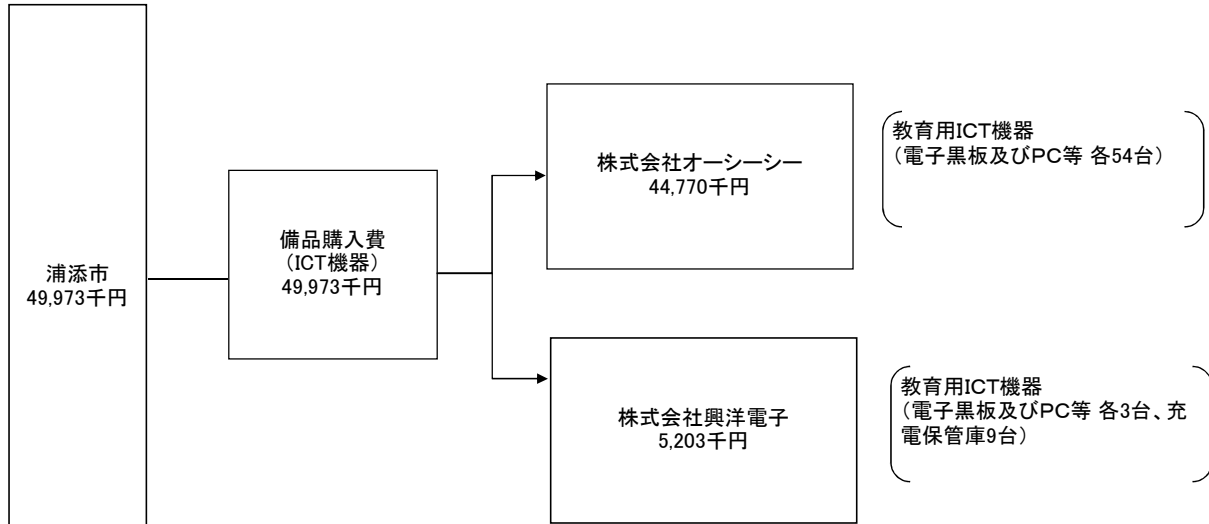 浦添市
49,973千円
備品購入費
（ICT機器）
49,973千円
株式会社オーシーシー
44,770千円
教育用ICT機器
（電子黒板及びPC等 各54台）
株式会社興洋電子
5,203千円
教育用ICT機器
（電子黒板及びPC等 各3台、充
電保管庫9台）